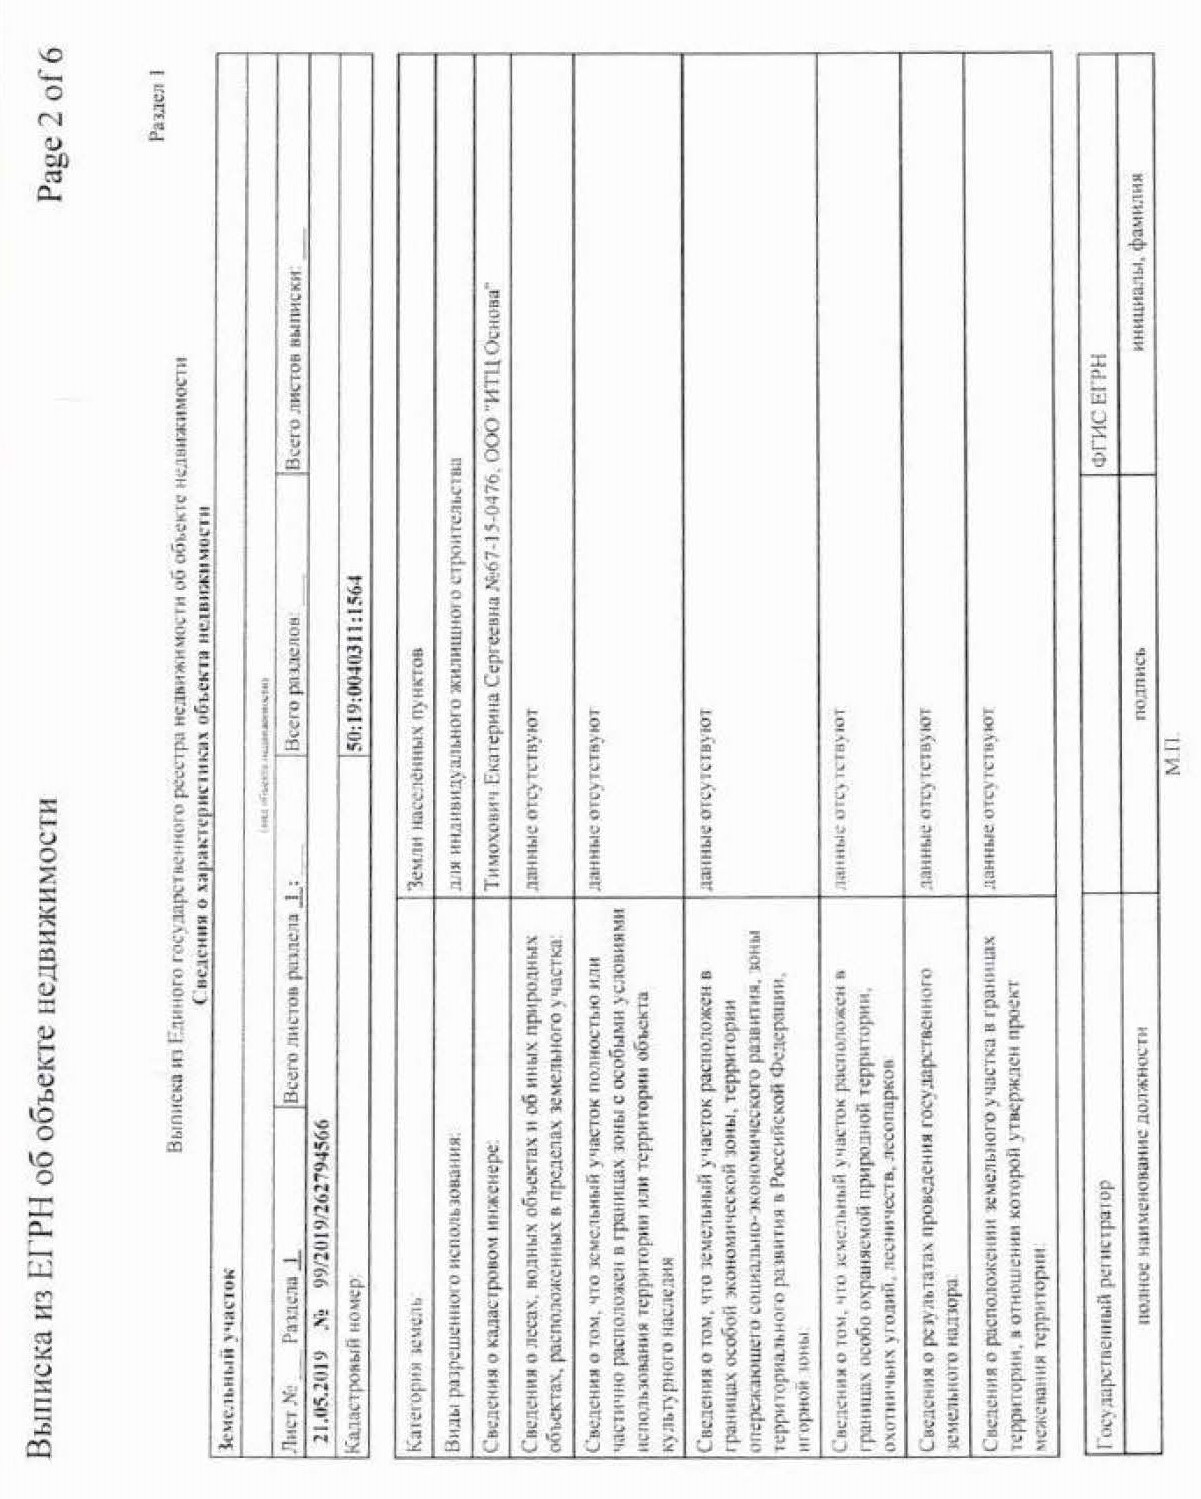 Выписка из ЕГРН об объекте недвижимости Page 2 of 6
Раздел 1
Выписка из Единого государственного реестра недвижимости об объекте недвижимости
Сведения о характеристиках объекта недвижимости
Земельный участок
(вид объекта недвижимости)
Лист № ___ Раздела 1 Всего листов раздела 1 : ___ Всего разделов: ___ Всего листов выписки: ___
21.05.2019 № 99/2019/262794566
Кадастровый номер: 50:19:0040311:1564
Категория земель: Земли населённых пунктов
Виды разрешенного использования: для индивидуального жилищного строительства
Сведения о кадастровом инженере: Тимохович Екатерина Сергеевна №67-15-0476, ООО "ИТЦ Основа"
Сведения о лесах, водных объектах и об иных природных данные отсутствуют
объектах, расположенных в пределах земельного участка:
Сведения о том, что земельный участок полностью или данные отсутствуют
частично расположен в границах зоны с особыми условиями
использования территории или территории объекта
культурного наследия
Сведения о том, что земельный участок расположен в данные отсутствуют
границах особой экономической зоны, территории
опережающего социально-экономического развития, зоны
территориального развития в Российской Федерации,
игорной зоны:
Сведения о том, что земельный участок расположен в данные отсутствуют
границах особо охраняемой природной территории,
охотничьих угодий, лесничеств, лесопарков
Сведения о результатах проведения государственного данные отсутствуют
земельного надзора:
Сведения о расположении земельного участка в границах данные отсутствуют
территории, в отношении которой утвержден проект
межевания территории:
Государственный регистратор ФГИС ЕГРН
полное наименование должности подпись инициалы, фамилия
М.П.